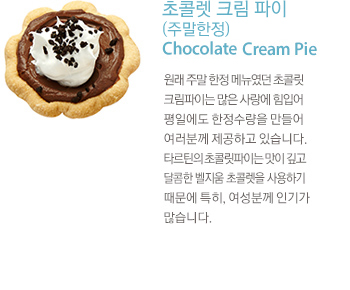 초콜렛 크림 파이
(주말한정)
Chocolate Cream Pie
원래 주말 한정 메뉴였던 초콜릿
크림파이는 많은 사랑에 힘입어
평일에도 한정수량을 만들어
여러분께 제공하고 있습니다.
타르틴의 초콜릿파이는 맛이 깊고
달콤한 벨지움 초콜렛을 사용하기
때문에 특히, 여성분께 인기가
많습니다.